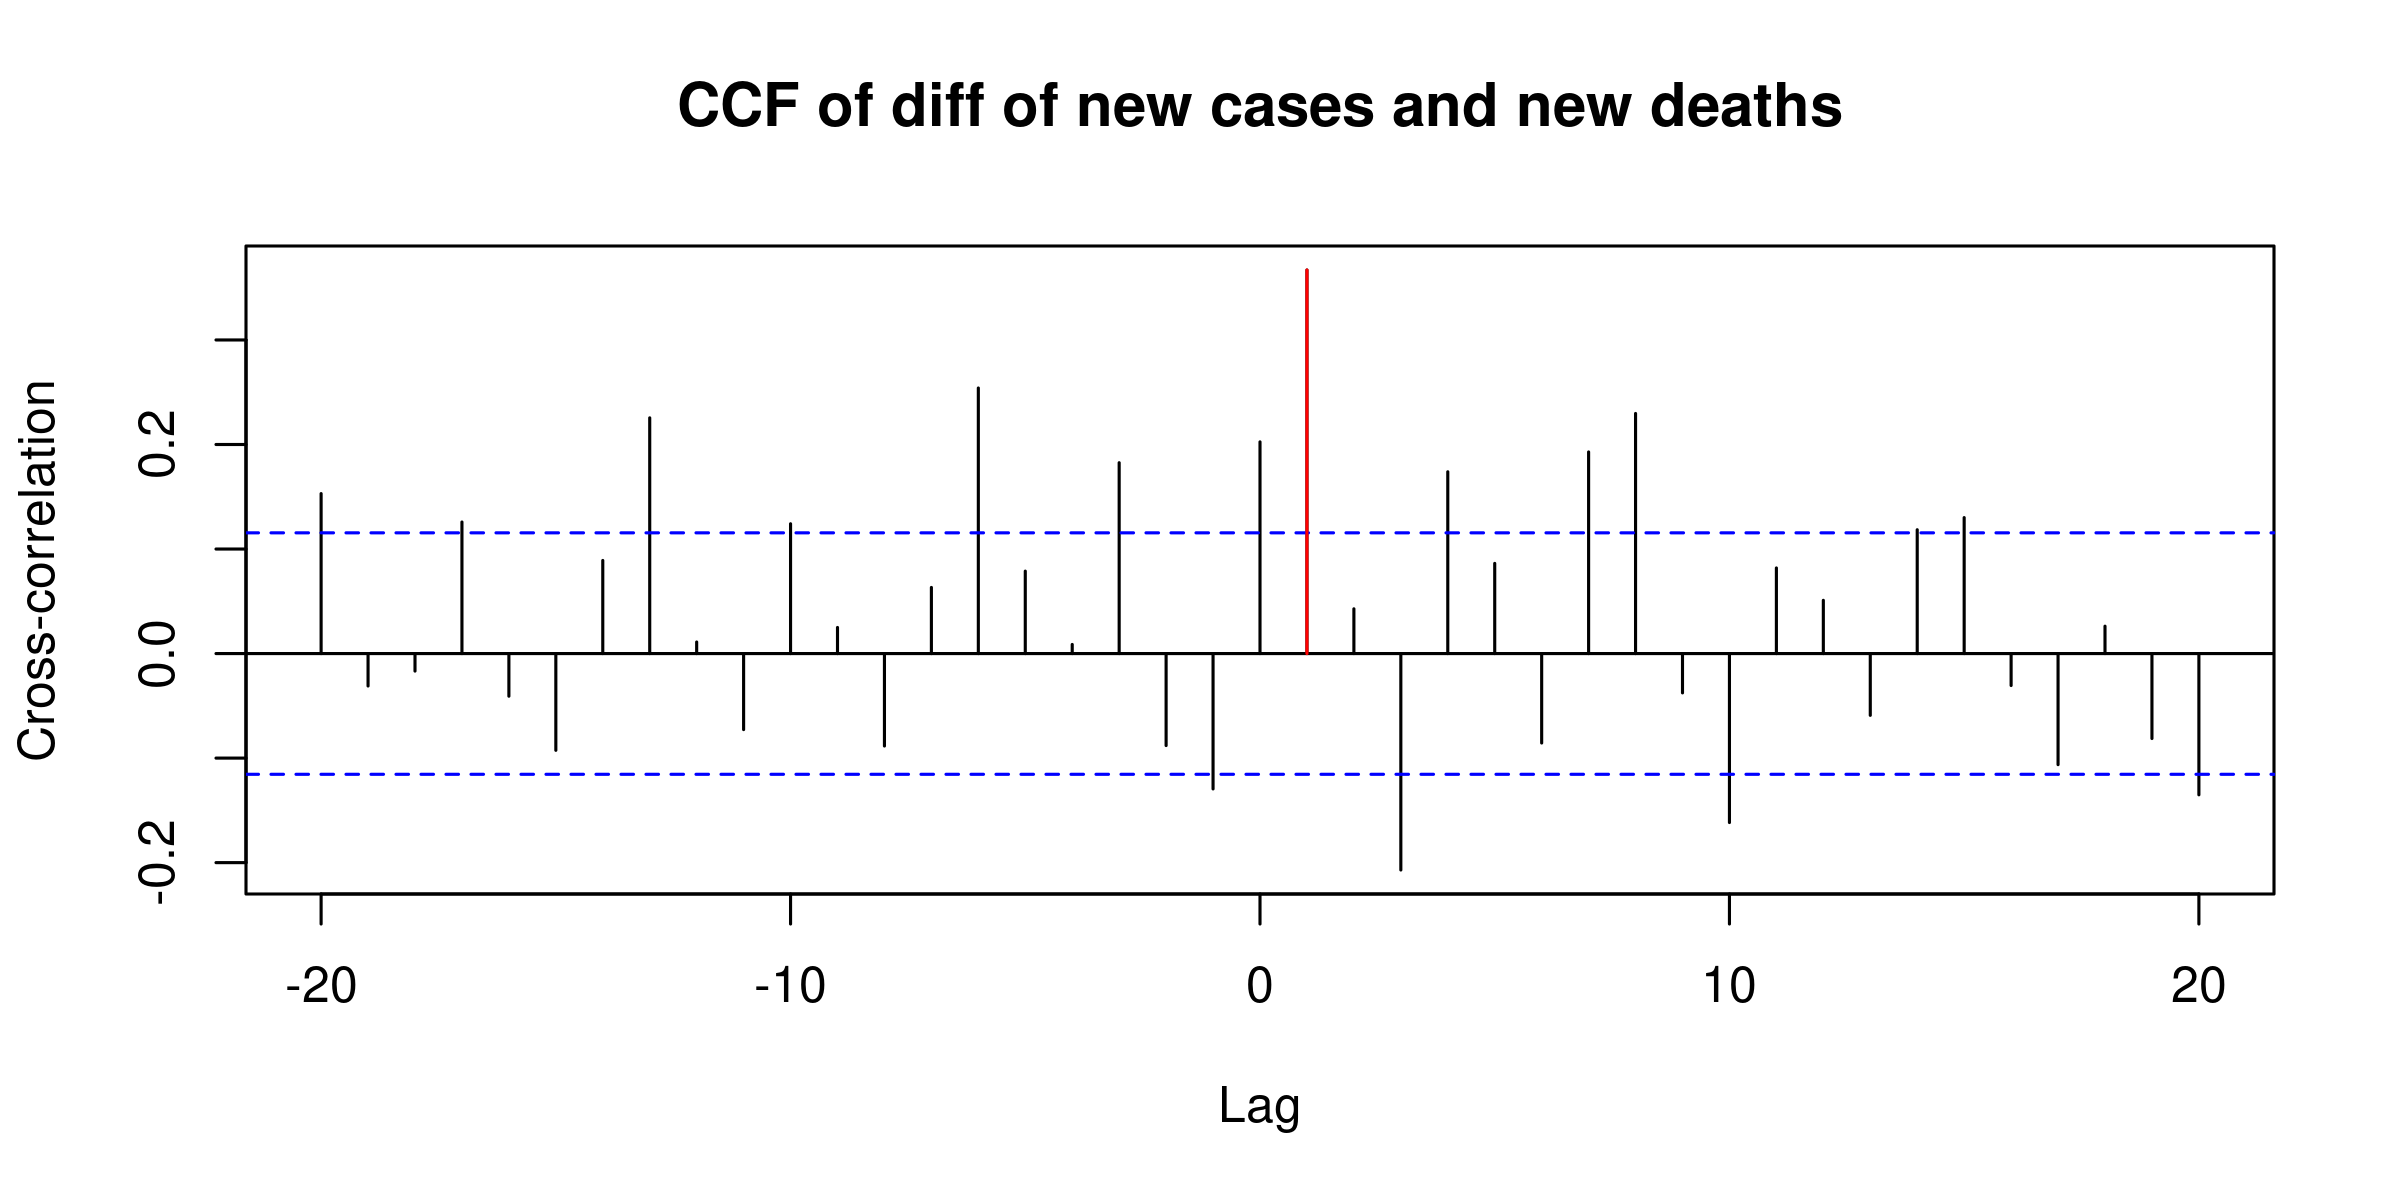 CCF of diff of new cases and new deaths
Cross-correlation
0.2
0.0
-0.2
-20 -10 0 10 20
Lag